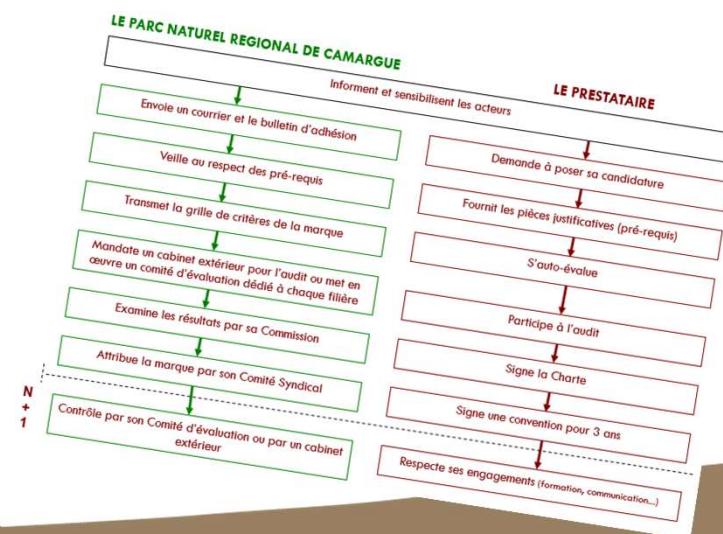 LE PARC NATUREL REGIONAL DE CAMARGUE
LE PRESTATAIRE
Informent et sensibilisent les acteurs
Envoie un courrier et le bulletin d'adhésion
Veille au respect des pré-requis
Transmet la grille de critères de la marque
Mandate un cabinet extérieur pour l'audit ou met en
œuvre un comité d'évaluation dédié à chaque filière
Examine les résultats par sa Commission
Attribue la marque par son Comité Syndical
N
+
1
Contrôle par son Comité d'évaluation ou par un cabinet
extérieur
Demande à poser sa candidature
Fournit les pièces justificatives (pré-requis)
S'auto-évalue
Participe à l'audit
Signe la Charte
Signe une convention pour 3 ans
Respecte ses engagements (formation, communication...)